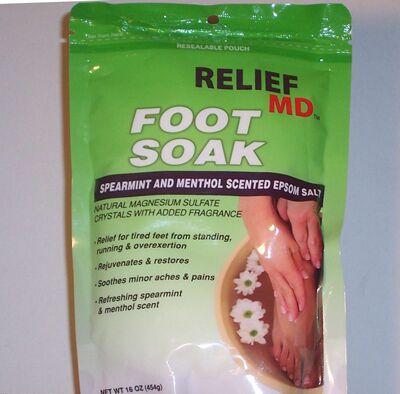 RESEALABLE POUCH
RELIEF
MD™
FOOT
SOAK
SPEARMINT AND MENTHOL SCENTED EPSOM SALT
NATURAL MAGNESIUM SULFATE
CRYSTALS WITH ADDED FRAGRANCE
• Relief for tired feet from standing,
running & overexertion
• Rejuvenates & restores
• Soothes minor aches & pains
• Refreshing spearmint
& menthol scent
NET WT 16 OZ (454g)